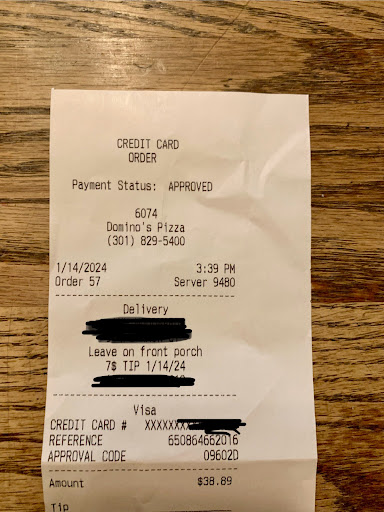 CREDIT CARD
ORDER
Payment Status: APPROVED
6074
Domino's Pizza
(301) 829-5400
1/14/2024 3:39 PM
Order 57 Server 9480
Delivery
Leave on front porch
7$ TIP 1/14/24
Visa
CREDIT CARD # XXXXXXXX
REFERENCE 650864662016
APPROVAL CODE 09602D
Amount $38.89
Tip